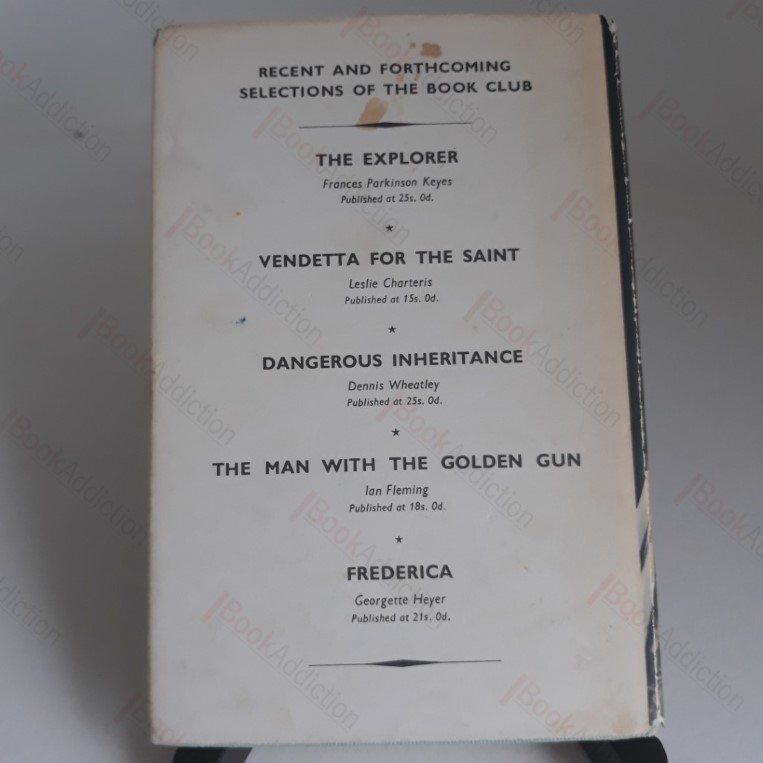 RECENT AND FORTHCOMING
SELECTIONS OF THE BOOK CLUB
THE EXPLORER
Frances Parkinson Keyes
Published at 25s. 0d.
★
VENDETTA FOR THE SAINT
Leslie Charteris
Published at 15s. 0d.
★
DANGEROUS INHERITANCE
Dennis Wheatley
Published at 25s. 0d.
★
THE MAN WITH THE GOLDEN GUN
Ian Fleming
Published at 18s. 0d.
★
FREDERICA
Georgette Heyer
Published at 21s. 0d.
BookAddiction